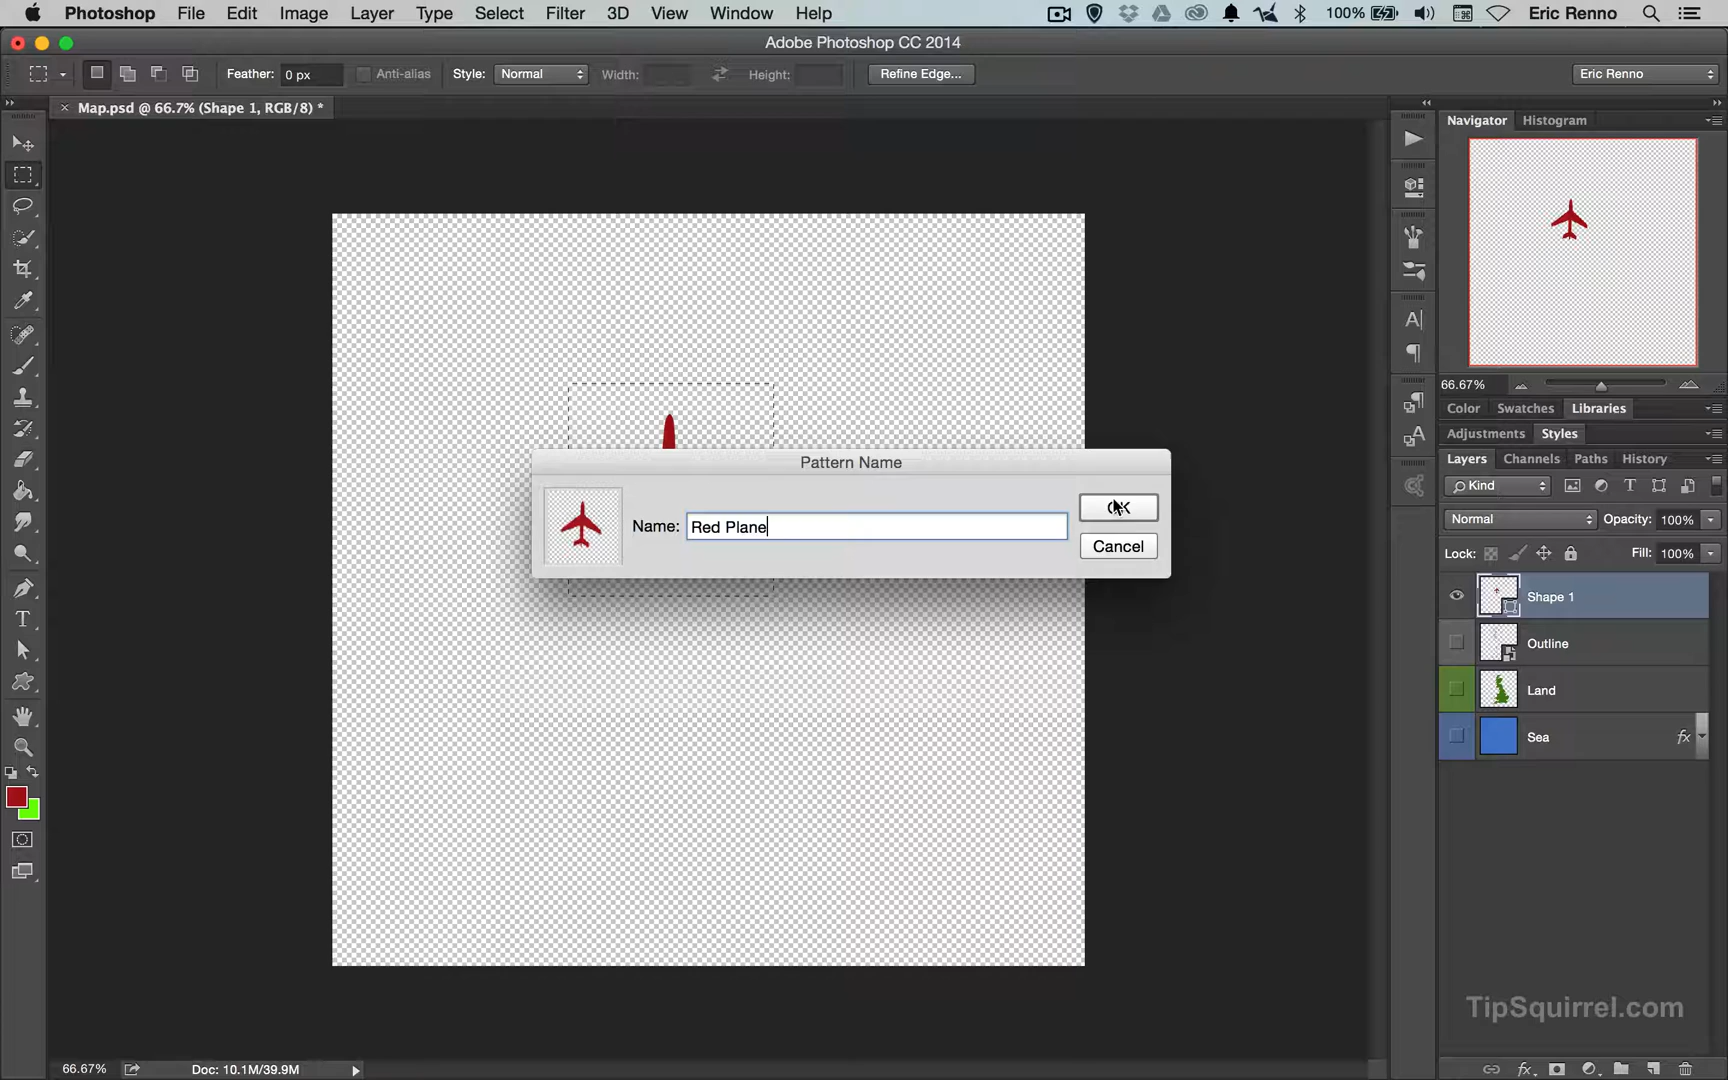 Photoshop File Edit Image Layer Type Select Filter 3D View Window Help 100% Eric Renno
Adobe Photoshop CC 2014
Feather: 0 px Anti-alias Style: Normal Width: Height: Refine Edge... Eric Renno
Map.psd @ 66.7% (Shape 1, RGB/8) *
Navigator Histogram
66.67%
Color Swatches Libraries
Adjustments Styles
Layers Channels Paths History
Kind
Normal Opacity: 100%
Lock: Fill: 100%
Shape 1
Outline
Land
Sea fx
Pattern Name
Name: Red Plane
OK
Cancel
TipSquirrel.com
66.67% Doc: 10.1M/39.9M